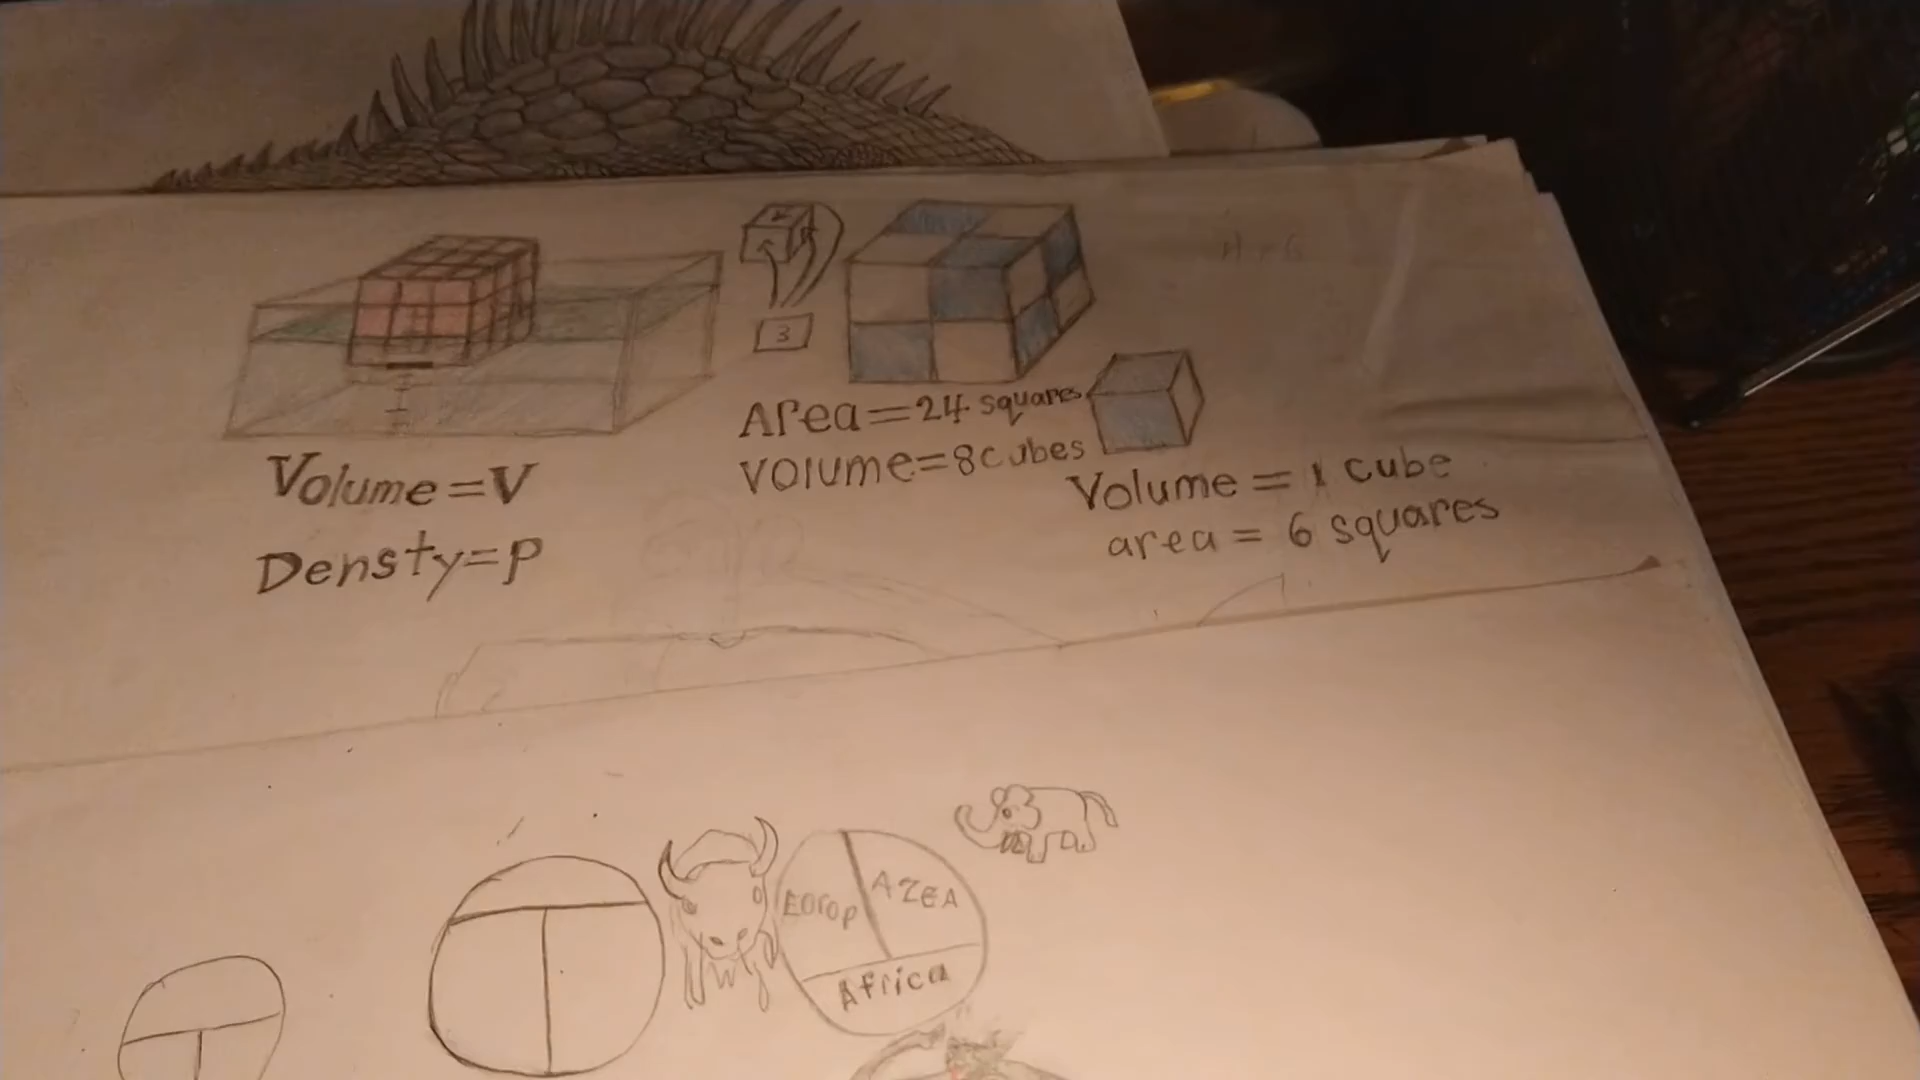 3
Area=24 squares
Volume=8cubes
Volume=V
Densty=p
Volume = 1 cube
area = 6 squares
Eorop
AZEA
Africa